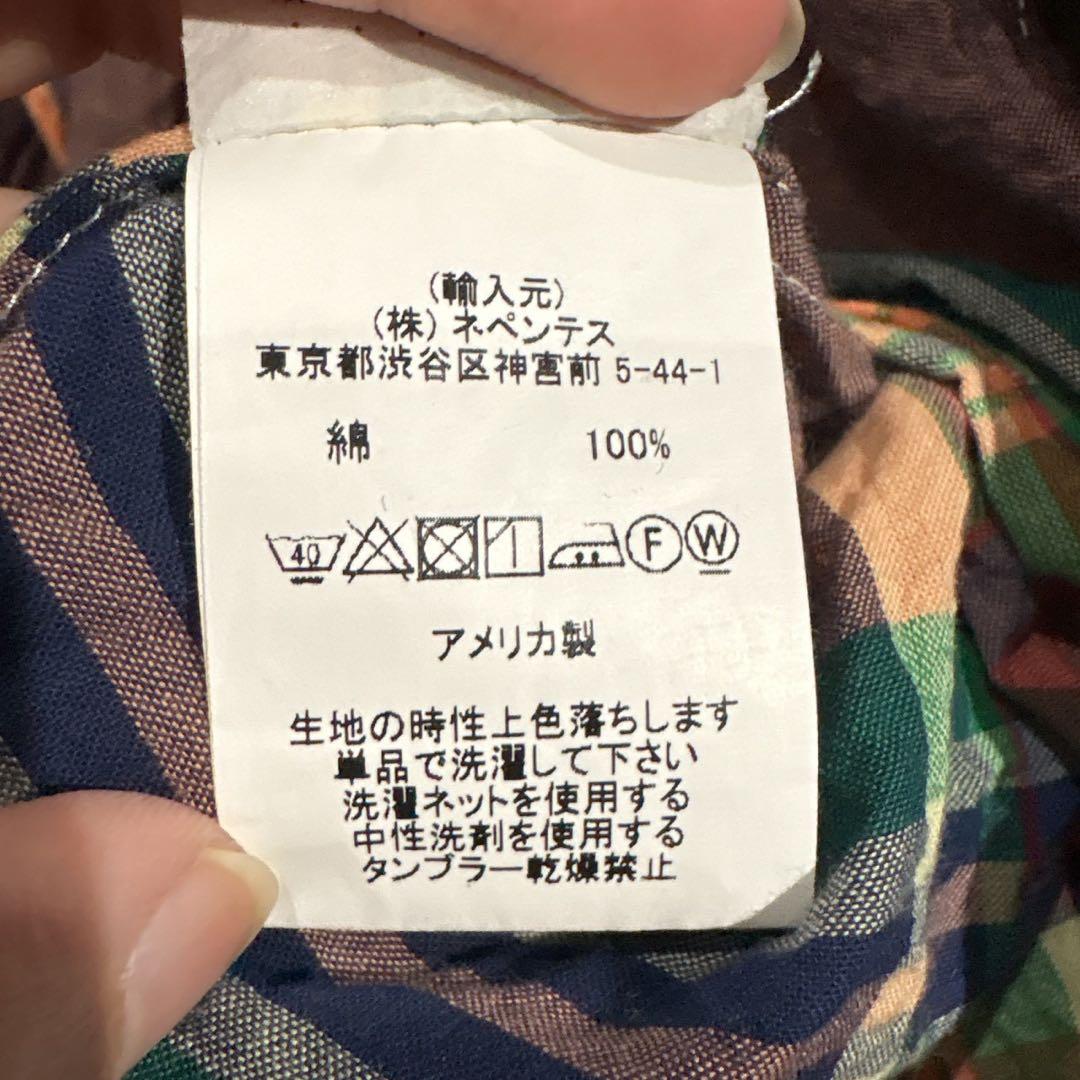 (輸入元)
(株) ネペンテス
東京都渋谷区神宮前 5-44-1
綿 100%
40 F W
アメリカ製
生地の時性上色落ちします
単品で洗濯して下さい
洗濯ネットを使用する
中性洗剤を使用する
タンブラー乾燥禁止